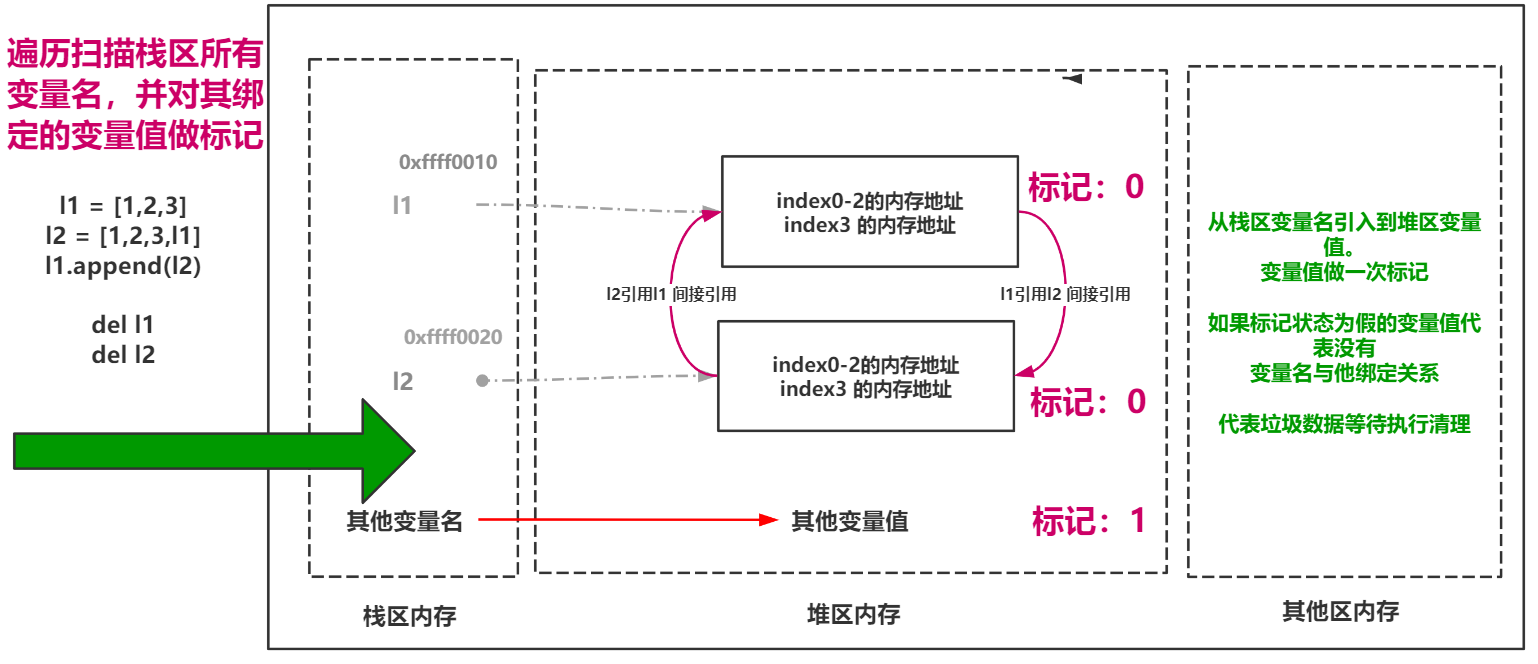 遍历扫描栈区所有
变量名，并对其绑
定的变量值做标记
l1 = [1,2,3]
l2 = [1,2,3,l1]
l1.append(l2)
del l1
del l2
0xffff0010
l1
0xffff0020
l2
其他变量名
栈区内存
index0-2的内存地址
index3 的内存地址
标记：0
l2引用l1 间接引用
l1引用l2 间接引用
index0-2的内存地址
index3 的内存地址
标记：0
其他变量值
标记：1
堆区内存
从栈区变量名引入到堆区变量
值。
变量值做一次标记
如果标记状态为假的变量值代
表没有
变量名与他绑定关系
代表垃圾数据等待执行清理
其他区内存